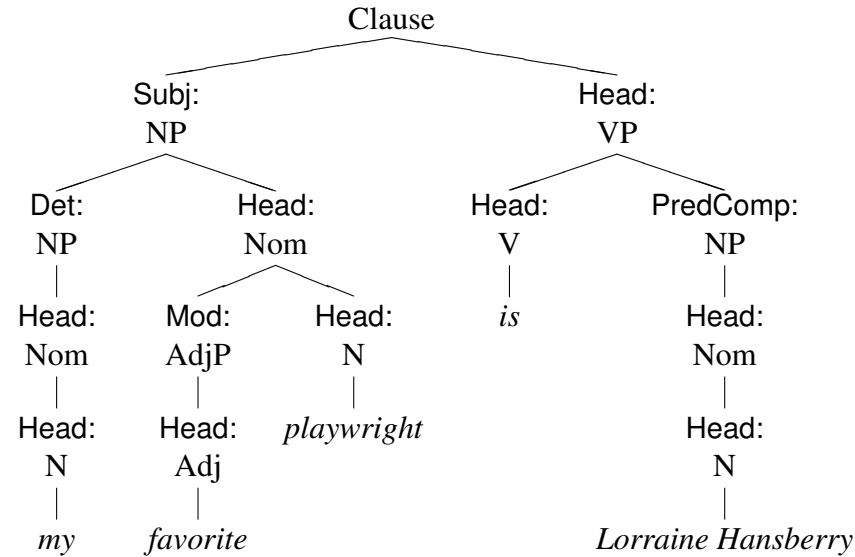 Clause
Subj: Head:
NP VP
Det: Head: Head: PredComp:
NP Nom V NP
Head: Mod: Head: is Head:
Nom AdjP N Nom
Head: Head: playwright Head:
N Adj N
my favorite Lorraine Hansberry